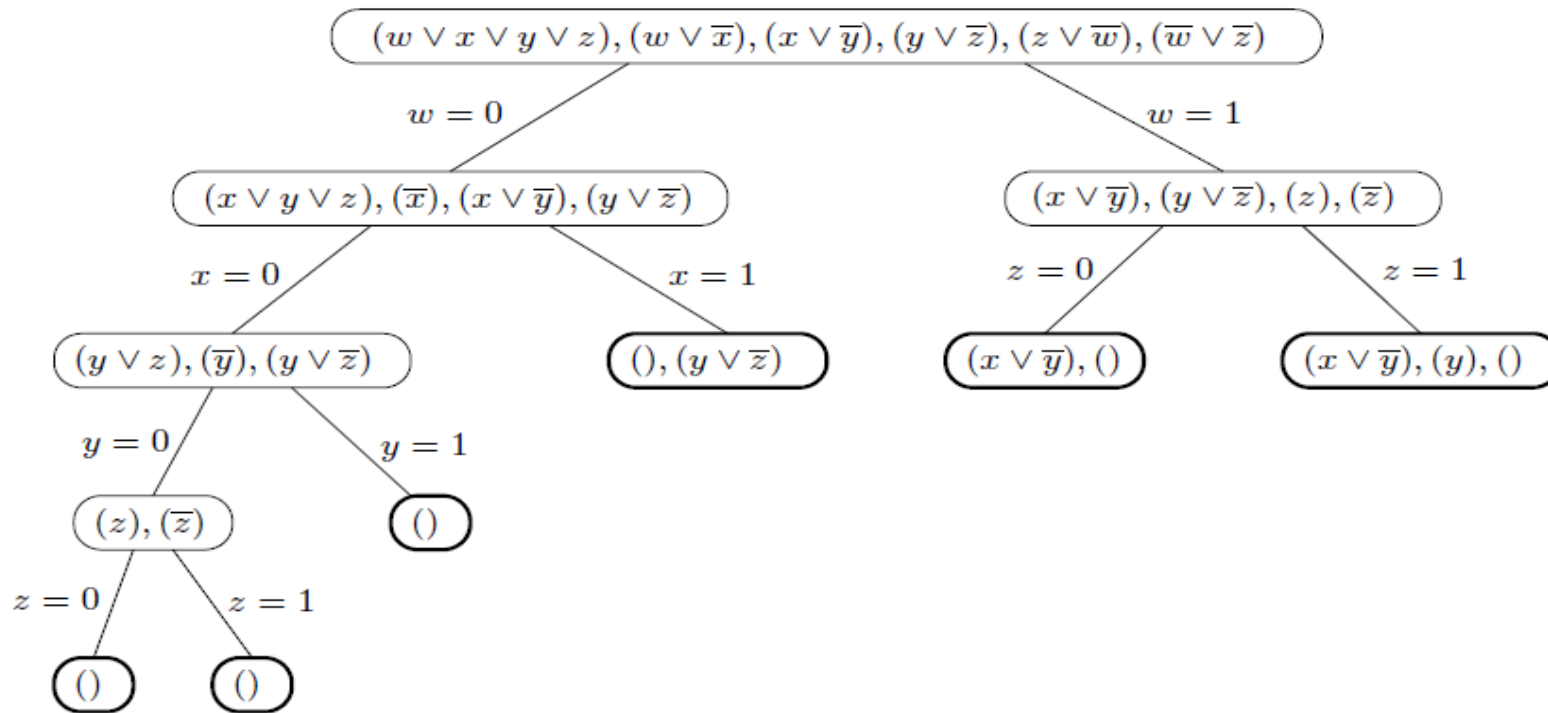 (w ∨ x ∨ y ∨ z), (w ∨ x̅), (x ∨ y̅), (y ∨ z̅), (z ∨ w̅), (w̅ ∨ z̅)
w = 0 w = 1
(x ∨ y ∨ z), (x̅), (x ∨ y̅), (y ∨ z̅) (x ∨ y̅), (y ∨ z̅), (z), (z̅)
x = 0 x = 1 z = 0 z = 1
(y ∨ z), (y̅), (y ∨ z̅) (), (y ∨ z̅) (x ∨ y̅), () (x ∨ y̅), (y), ()
y = 0 y = 1
(z), (z̅) ()
z = 0 z = 1
() ()